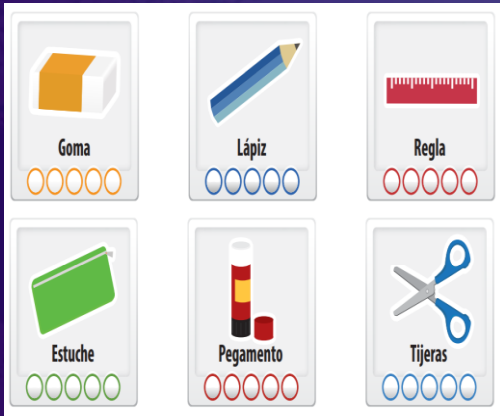 Goma
Lápiz
Regla
Estuche
Pegamento
Tijeras